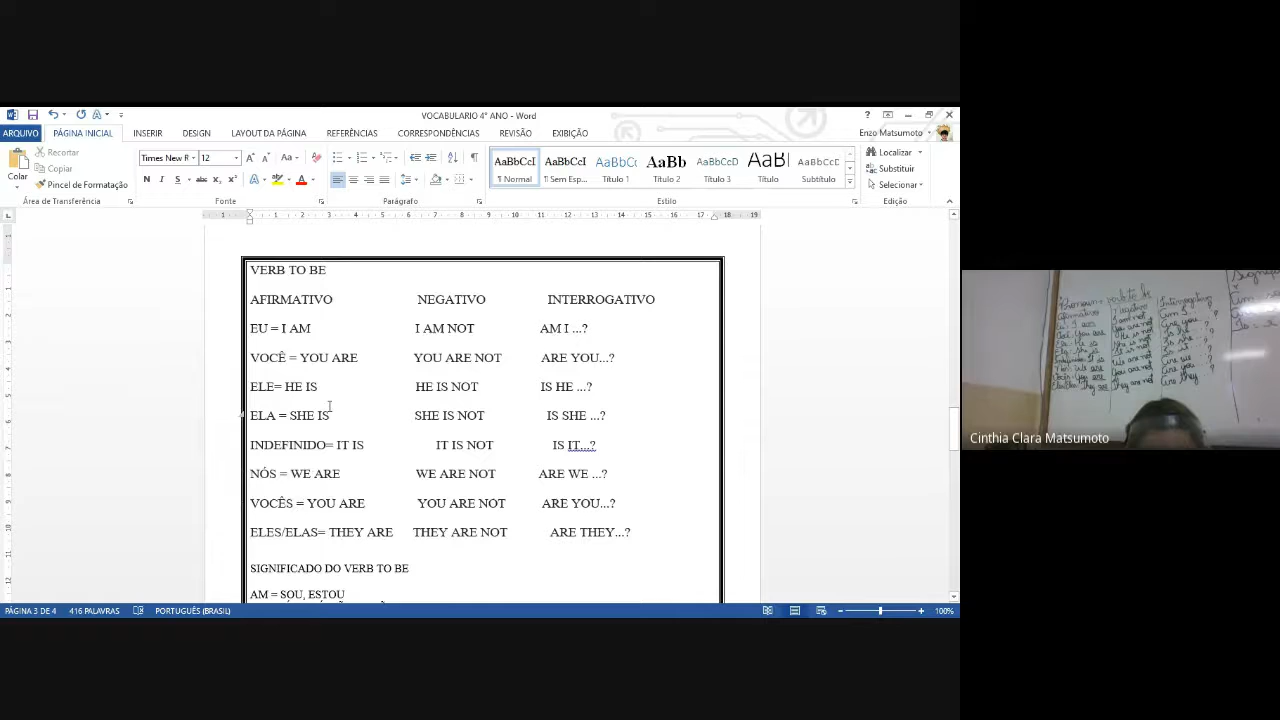 VOCABULARIO 4° ANO - Word
ARQUIVO PÁGINA INICIAL INSERIR DESIGN LAYOUT DA PÁGINA REFERÊNCIAS CORRESPONDÊNCIAS REVISÃO EXIBIÇÃO Enzo Matsumoto
Colar
Recortar
Copiar
Pincel de Formatação
Área de Transferência
Times New R 12
Fonte
Parágrafo
AaBbCcI AaBbCcI AaBbCc AaBb AaBbCcD AaBbI AaBbCcC
¶ Normal ¶ Sem Esp... Título 1 Título 2 Título 3 Título Subtítulo
Estilo
Localizar
Substituir
Selecionar
Edição
VERB TO BE
AFIRMATIVO NEGATIVO INTERROGATIVO
EU = I AM I AM NOT AM I ...?
VOCÊ = YOU ARE YOU ARE NOT ARE YOU...?
ELE= HE IS HE IS NOT IS HE ...?
ELA = SHE IS SHE IS NOT IS SHE ...?
INDEFINIDO= IT IS IT IS NOT IS IT...?
NÓS = WE ARE WE ARE NOT ARE WE ...?
VOCÊS = YOU ARE YOU ARE NOT ARE YOU...?
ELES/ELAS= THEY ARE THEY ARE NOT ARE THEY...?
SIGNIFICADO DO VERB TO BE
AM = SOU, ESTOU
PÁGINA 3 DE 4 416 PALAVRAS PORTUGUÊS (BRASIL) 100%
Cinthia Clara Matsumoto